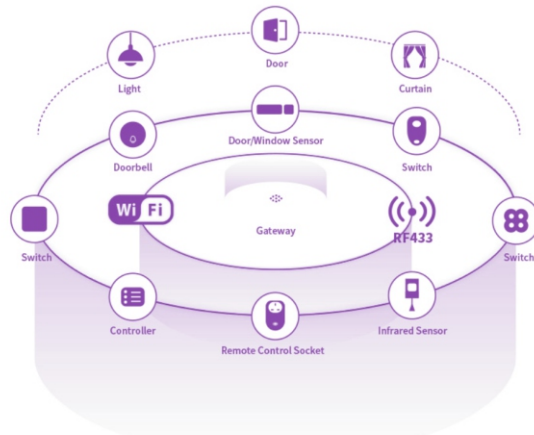 Light
Door
Curtain
Doorbell
Door/Window Sensor
Switch
Wi Fi
Gateway
RF433
Switch
Switch
Controller
Remote Control Socket
Infrared Sensor